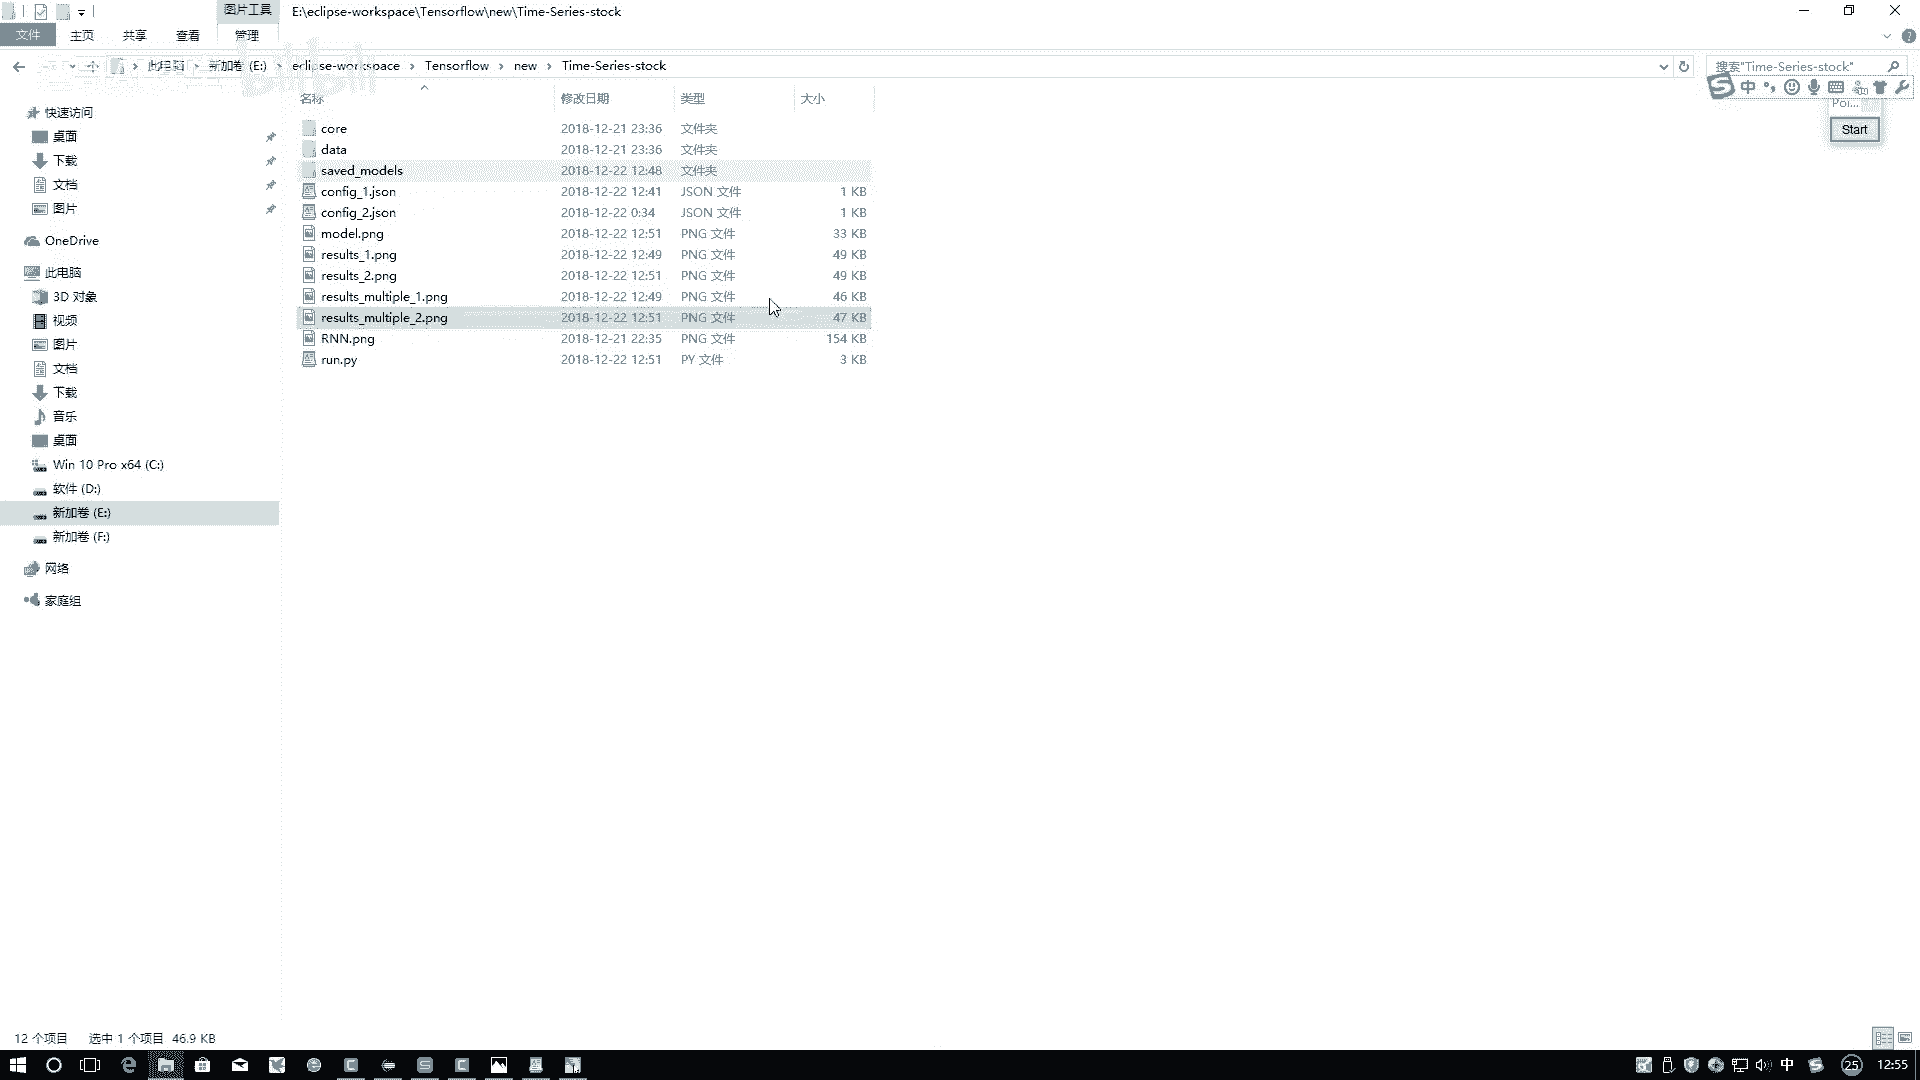 图片工具 E:\eclipse-workspace\Tensorflow\new\Time-Series-stock
文件 主页 共享 查看 管理
此电脑 新加卷 (E:) eclipse-workspace Tensorflow new Time-Series-stock 搜索"Time-Series-stock"
中
名称 修改日期 类型 大小
Start
core 2018-12-21 23:36 文件夹
data 2018-12-21 23:36 文件夹
saved_models 2018-12-22 12:48 文件夹
config_1.json 2018-12-22 12:41 JSON 文件 1 KB
config_2.json 2018-12-22 0:34 JSON 文件 1 KB
model.png 2018-12-22 12:51 PNG 文件 33 KB
results_1.png 2018-12-22 12:49 PNG 文件 49 KB
results_2.png 2018-12-22 12:51 PNG 文件 49 KB
results_multiple_1.png 2018-12-22 12:49 PNG 文件 46 KB
results_multiple_2.png 2018-12-22 12:51 PNG 文件 47 KB
RNN.png 2018-12-21 22:35 PNG 文件 154 KB
run.py 2018-12-22 12:51 PY 文件 3 KB
快速访问
桌面
下载
文档
图片
OneDrive
此电脑
3D 对象
视频
图片
文档
下载
音乐
桌面
Win 10 Pro x64 (C:)
软件 (D:)
新加卷 (E:)
新加卷 (F:)
网络
家庭组
12 个项目 选中 1 个项目 46.9 KB
中 25 12:55